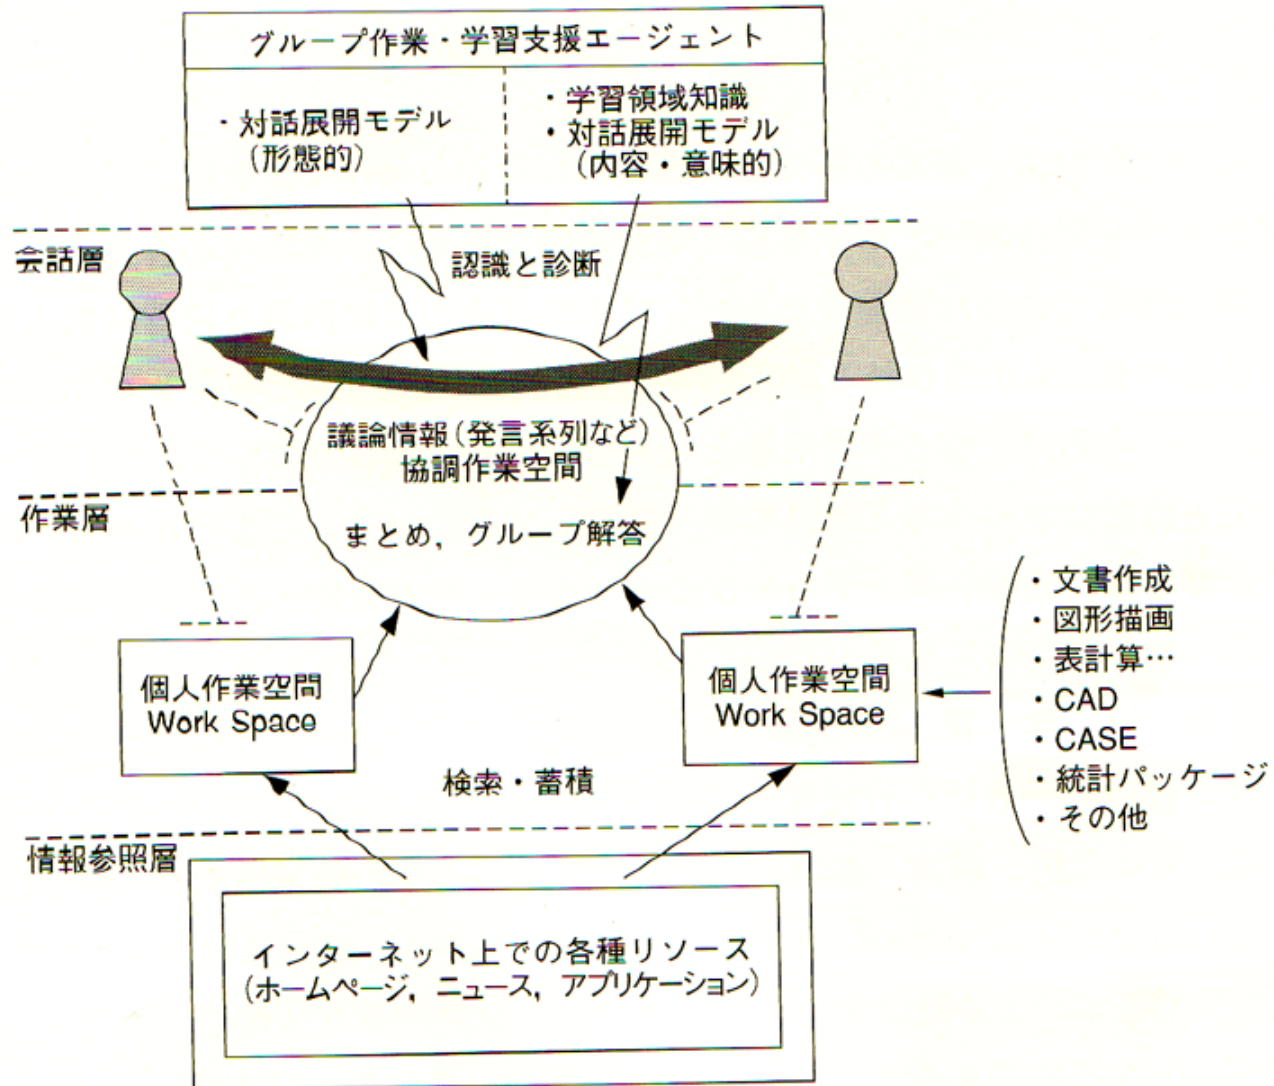 グループ作業・学習支援エージェント
・対話展開モデル
(形態的)
・学習領域知識
・対話展開モデル
(内容・意味的)
会話層
認識と診断
議論情報(発言系列など)
協調作業空間
作業層
まとめ，グループ解答
個人作業空間
Work Space
個人作業空間
Work Space
・文書作成
・図形描画
・表計算…
・CAD
・CASE
・統計パッケージ
・その他
検索・蓄積
情報参照層
インターネット上での各種リソース
(ホームページ，ニュース，アプリケーション)